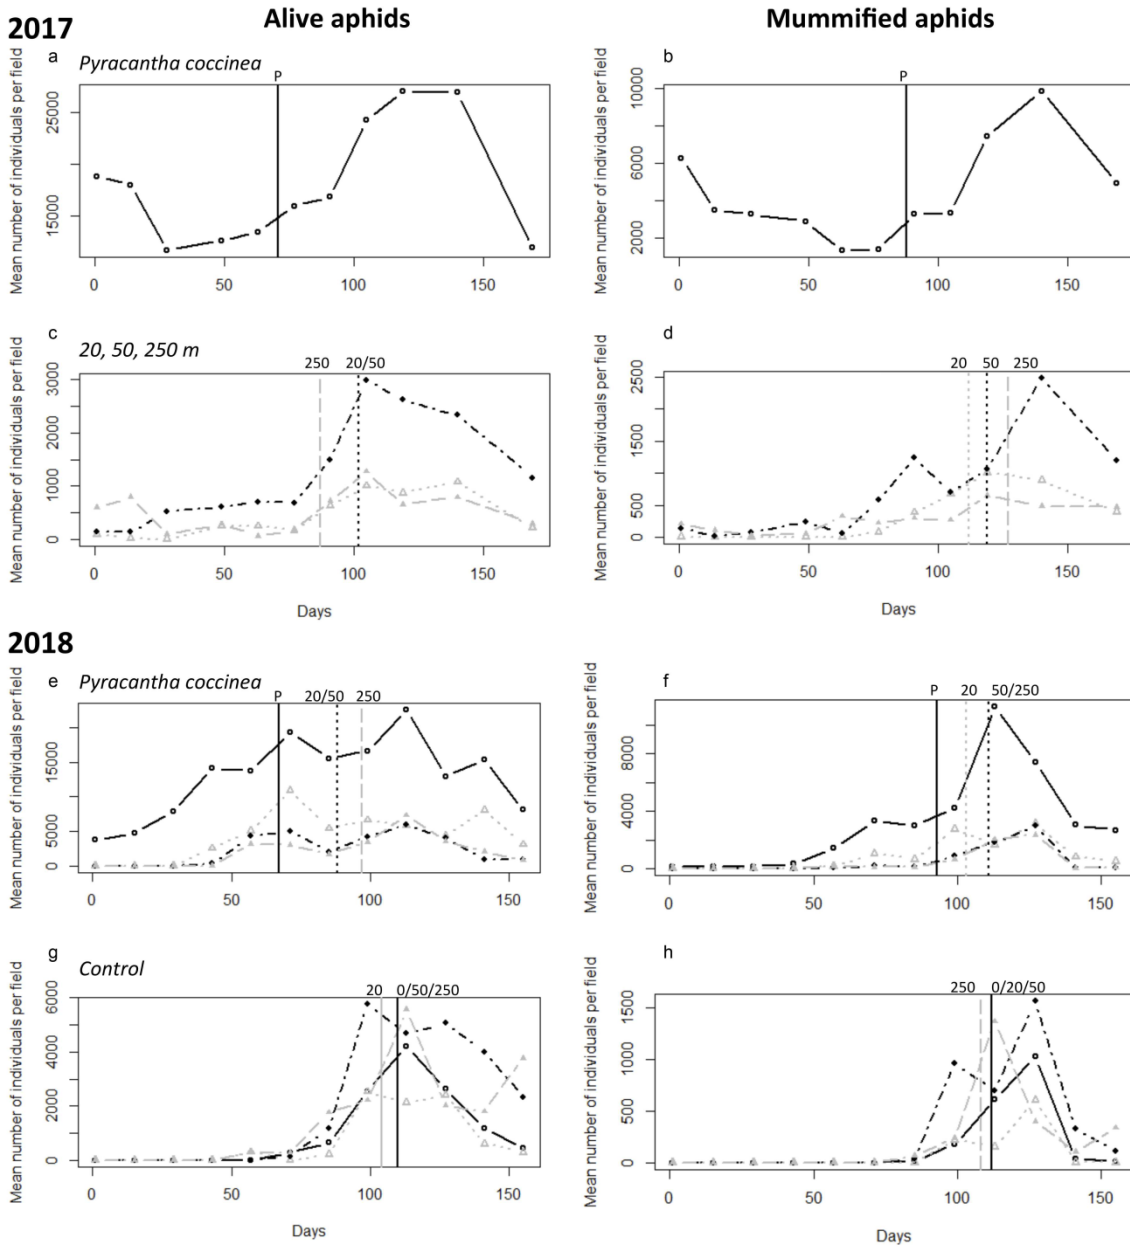 2017
Alive aphids
Mummified aphids
a
Pyracantha coccinea
P
Mean number of individuals per field
25000
15000
0 50 100 150
b
P
Mean number of individuals per field
10000
6000
2000
0 50 100 150
c
20, 50, 250 m
250 20/50
Mean number of individuals per field
3000
2000
1000
0
0 50 100 150
Days
d
20 50 250
Mean number of individuals per field
2500
1500
500
0
0 50 100 150
Days
2018
e
Pyracantha coccinea
P 20/50 250
Mean number of individuals per field
15000
5000
0
0 50 100 150
f
P 20 50/250
Mean number of individuals per field
8000
4000
0
0 50 100 150
g
Control
20 0/50/250
Mean number of individuals per field
6000
4000
2000
0
0 50 100 150
Days
h
250 0/20/50
Mean number of individuals per field
1500
1000
500
0
0 50 100 150
Days